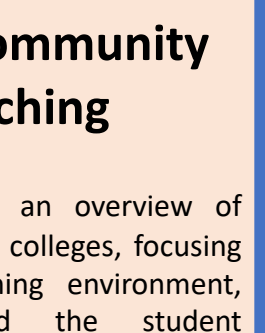 ommunity
ching
an overview of
colleges, focusing
ning environment,
d the student